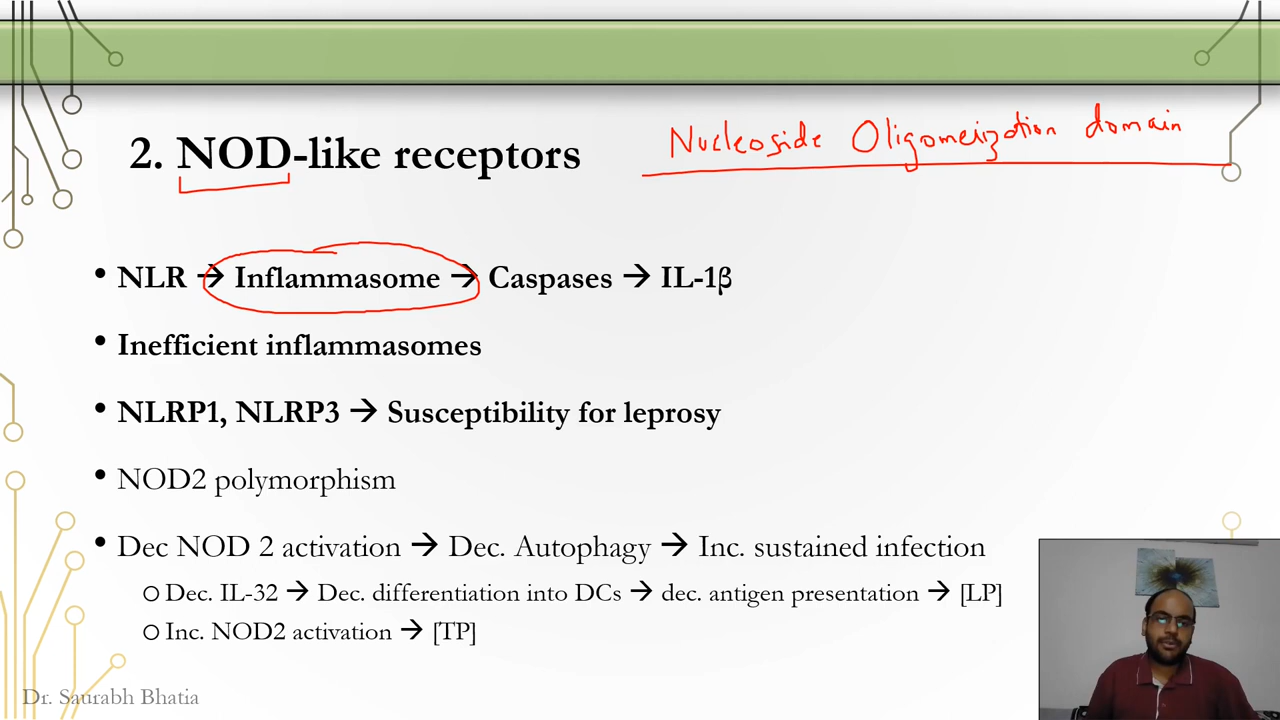 Nucleoside Oligomerization domain
2. NOD-like receptors
• NLR → Inflammasome → Caspases → IL-1β
• Inefficient inflammasomes
• NLRP1, NLRP3 → Susceptibility for leprosy
• NOD2 polymorphism
• Dec NOD 2 activation → Dec. Autophagy → Inc. sustained infection
o Dec. IL-32 → Dec. differentiation into DCs → dec. antigen presentation → [LP]
o Inc. NOD2 activation → [TP]
Dr. Saurabh Bhatia